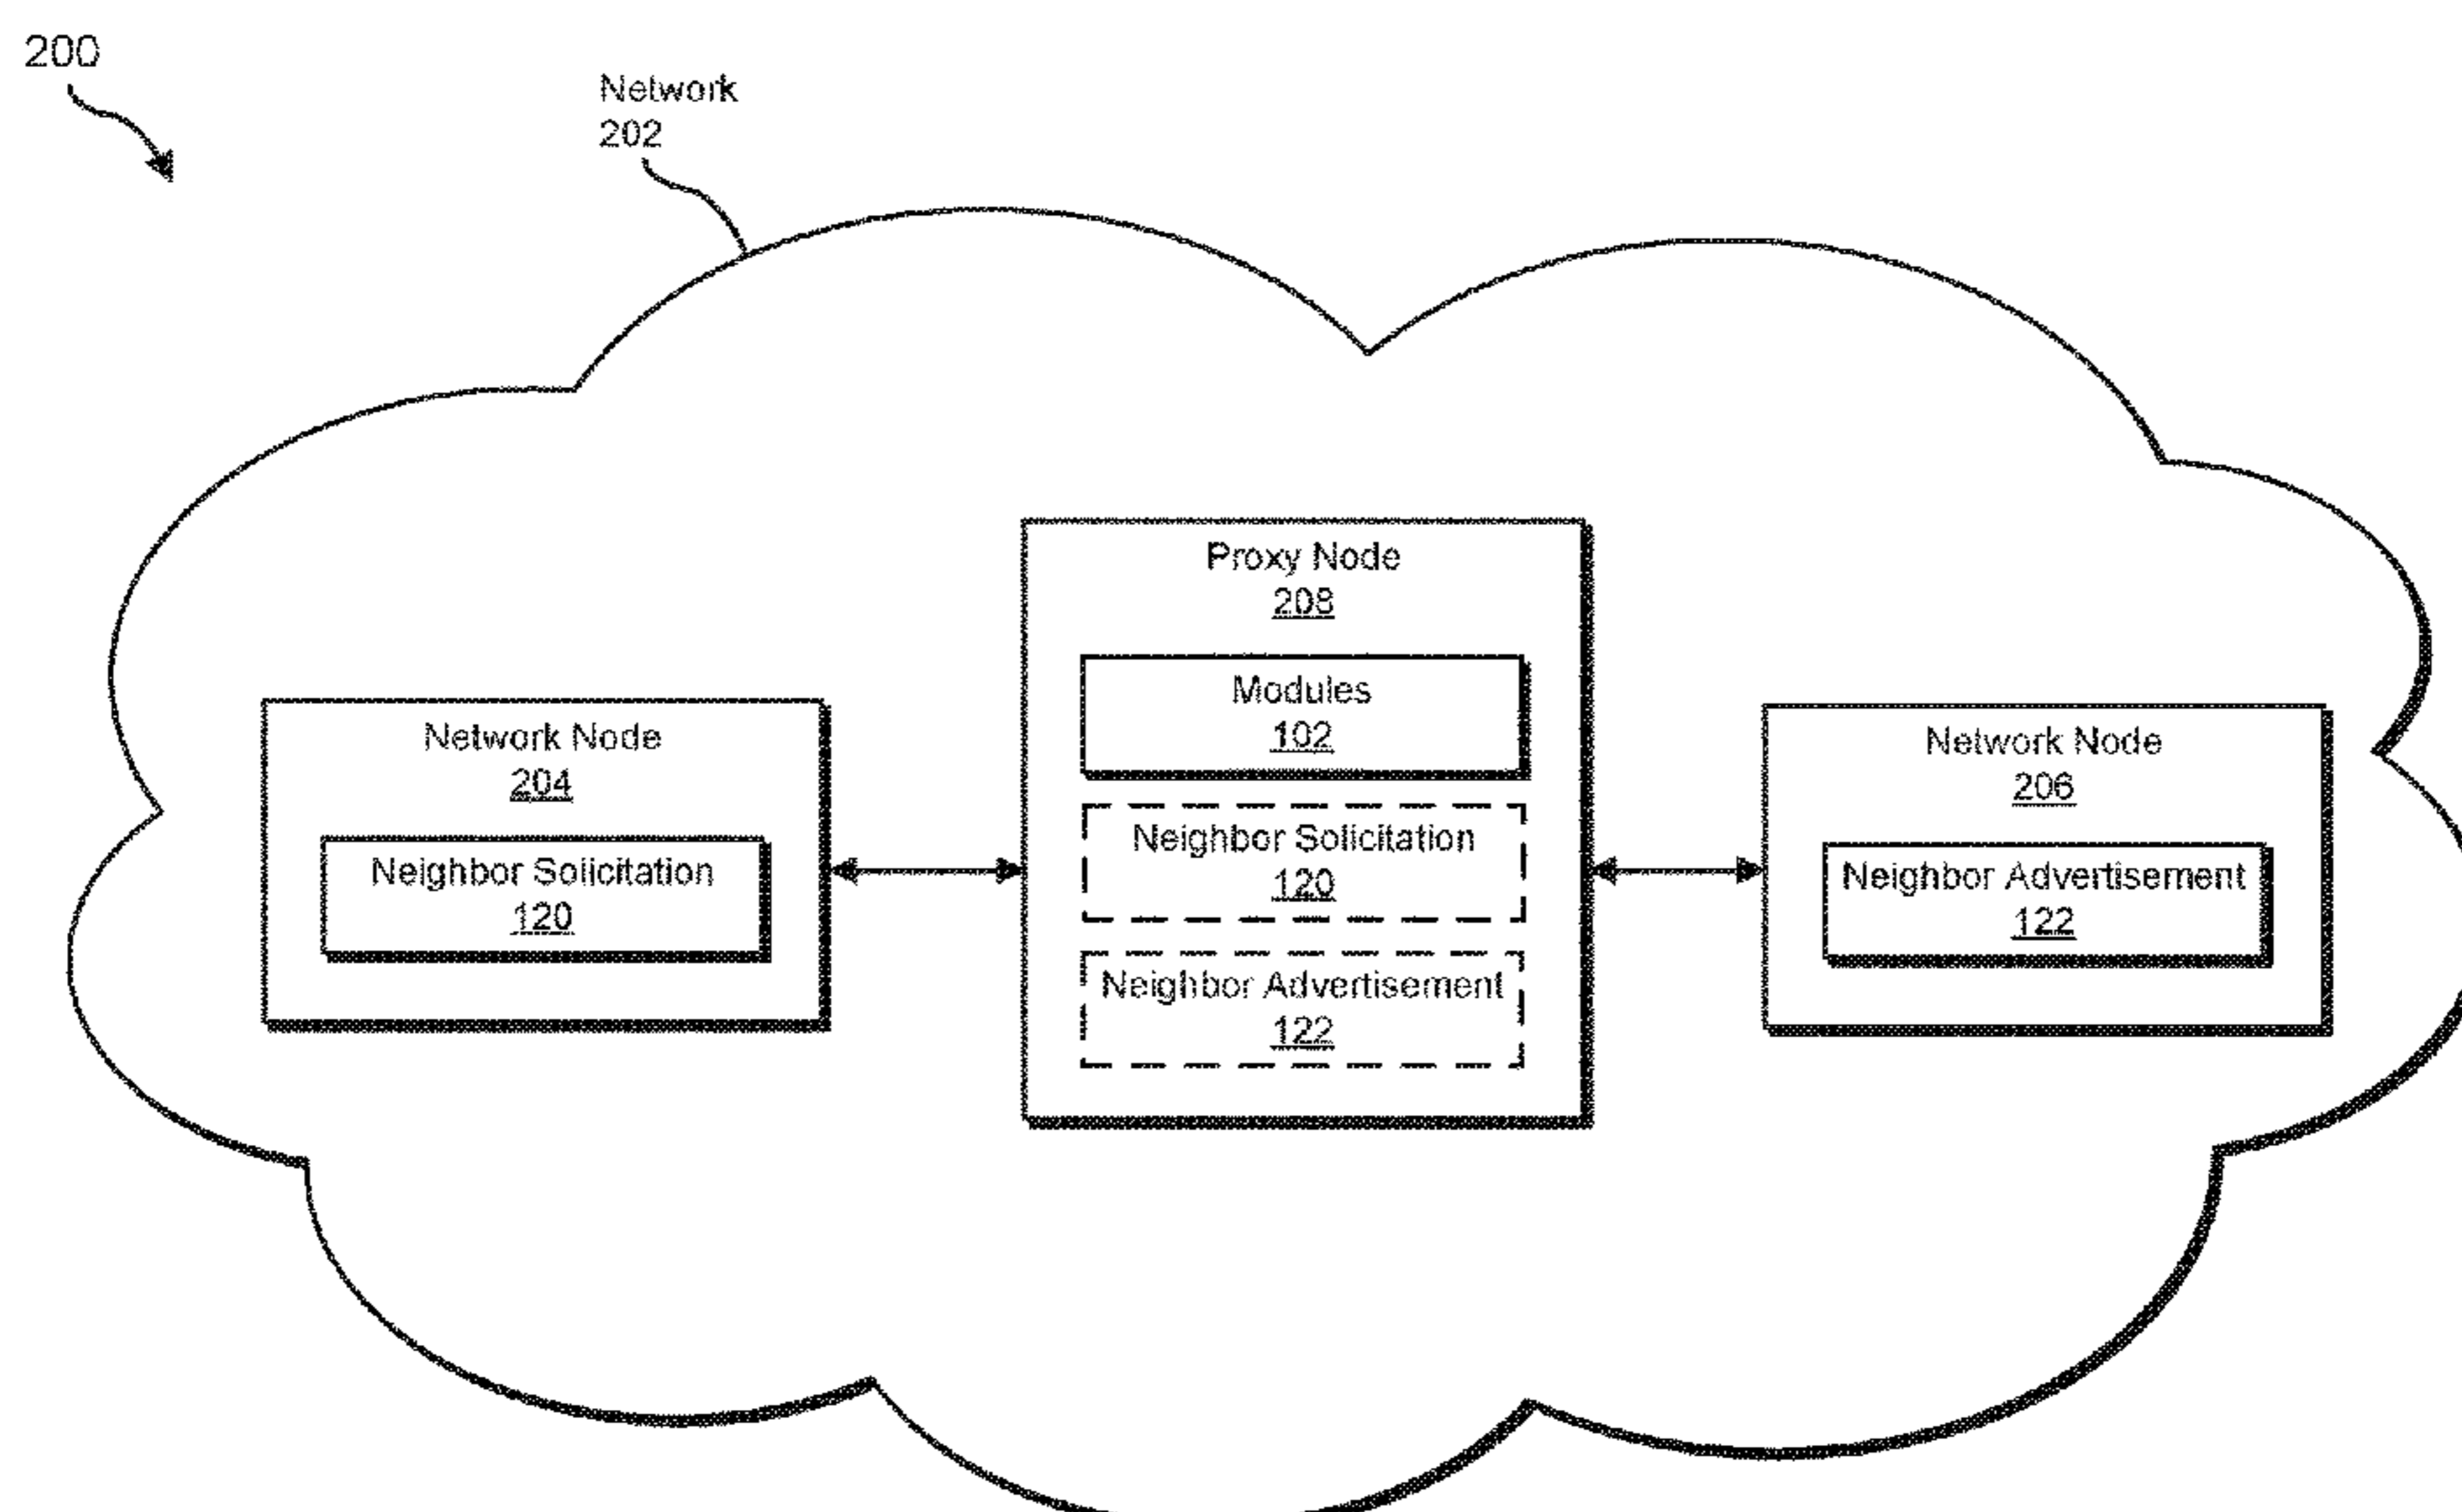 200
Network
202
Proxy Node
208
Modules
102
Neighbor Solicitation
120
Neighbor Advertisement
122
Network Node
204
Neighbor Solicitation
120
Network Node
206
Neighbor Advertisement
122